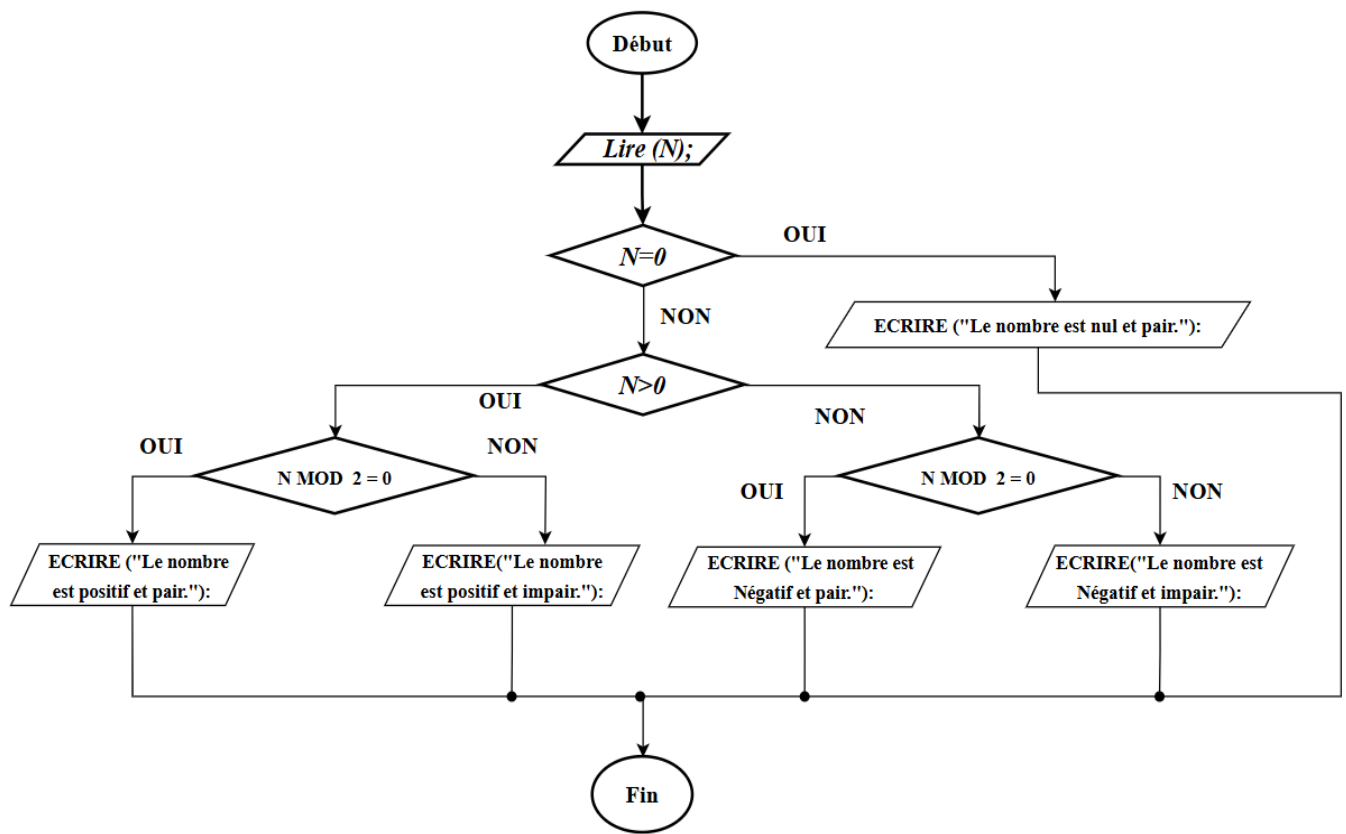 Début
Lire (N);
N=0
OUI
NON
ECRIRE ("Le nombre est nul et pair."):
N>0
OUI
NON
OUI
N MOD 2 = 0
NON
OUI
N MOD 2 = 0
NON
ECRIRE ("Le nombre
est positif et pair."):
ECRIRE("Le nombre
est positif et impair."):
ECRIRE ("Le nombre est
Négatif et pair."):
ECRIRE("Le nombre est
Négatif et impair."):
Fin